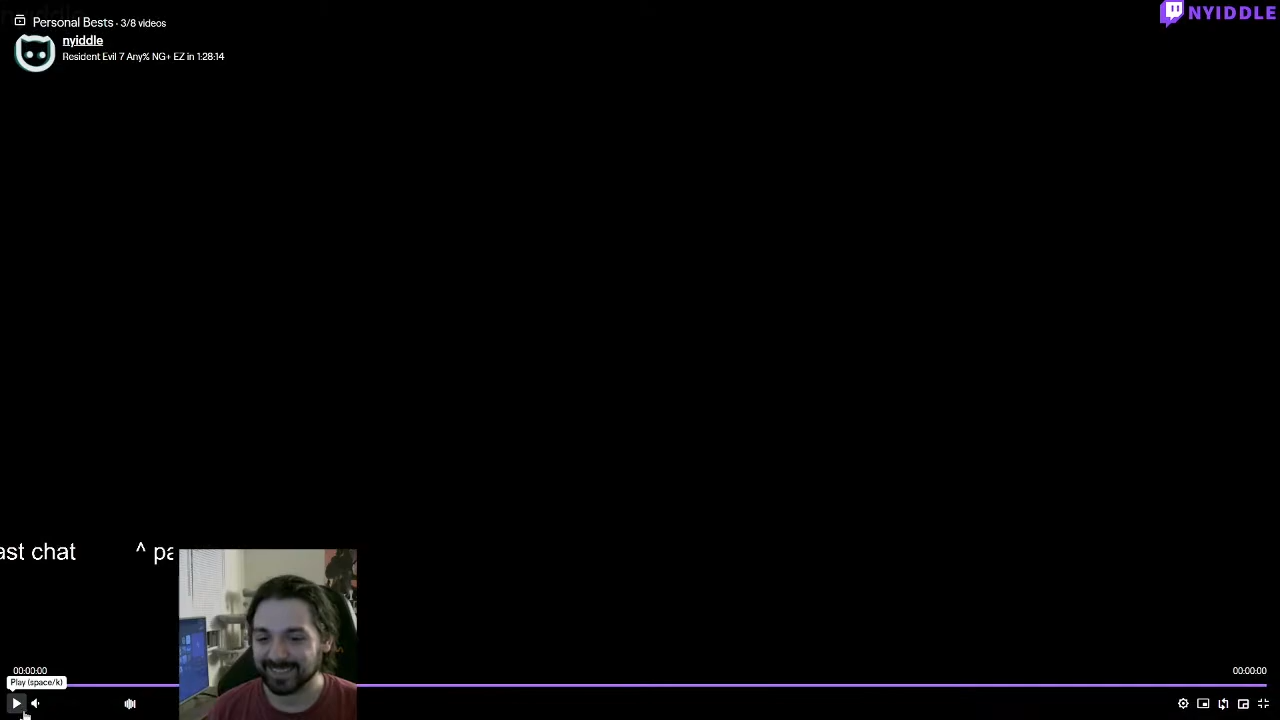 Personal Bests · 3/8 videos
nyiddle
Resident Evil 7 Any% NG+ EZ in 1:28:14
NYIDDLE
ast chat ^ pa
00:00:00
00:00:00
Play (space/k)